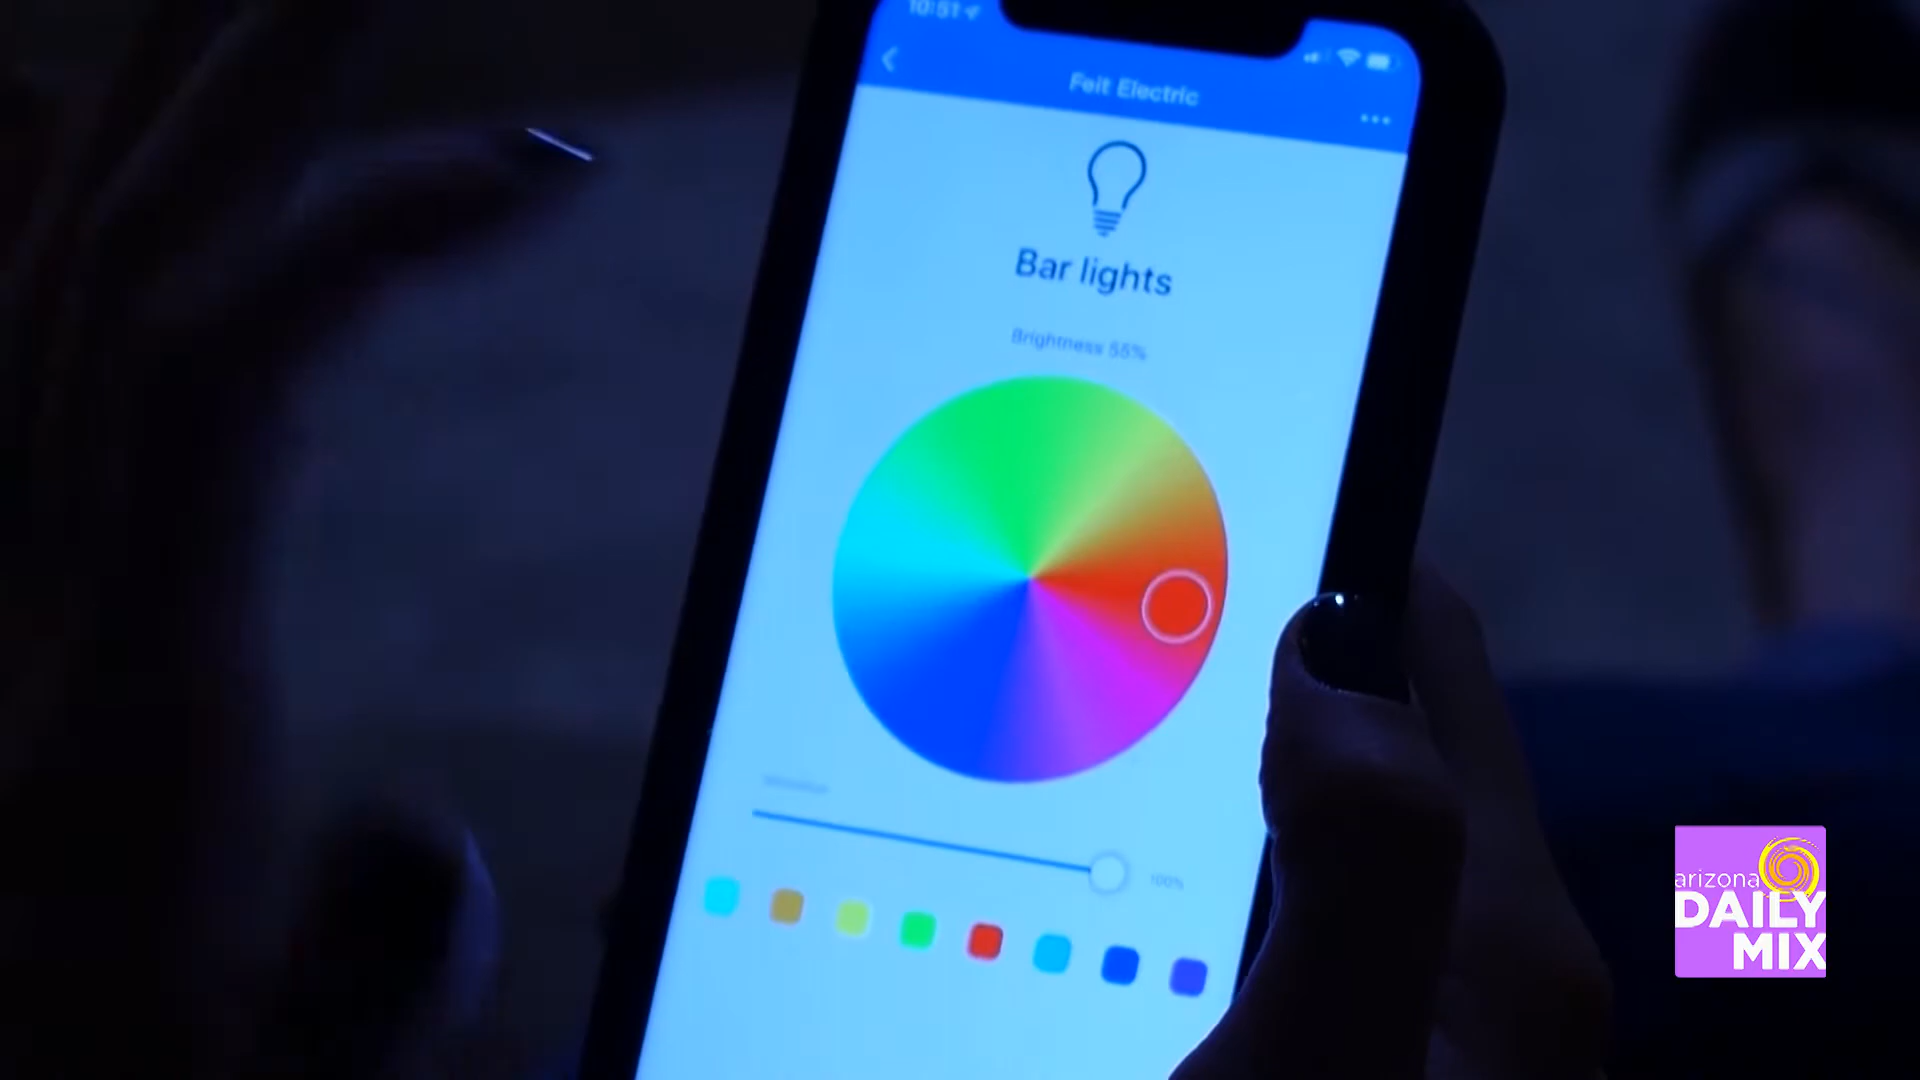 10:51
Feit Electric
Bar lights
Brightness 55%
100%
arizona
DAILY
MIX